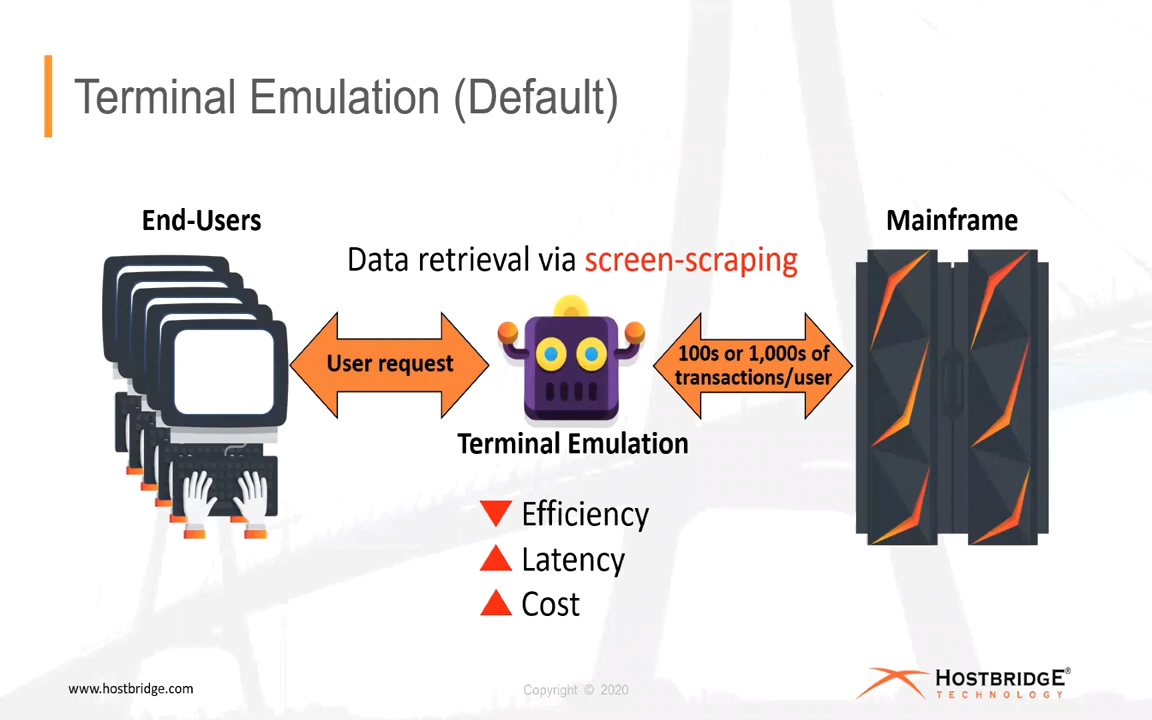 Terminal Emulation (Default)
End-Users
Mainframe
Data retrieval via screen-scraping
User request
100s or 1,000s of
transactions/user
Terminal Emulation
Efficiency
Latency
Cost
www.hostbridge.com
Copyright © 2020
HOSTBRIDGE®
TECHNOLOGY